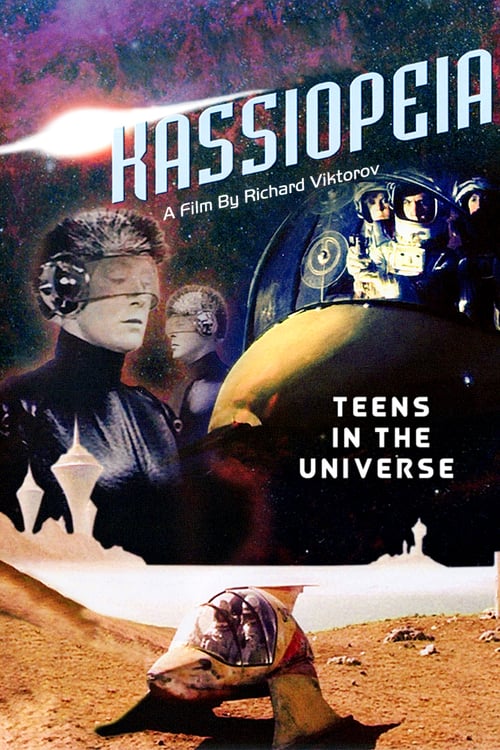 KASSIOPEIA
A Film By Richard Viktorov
TEENS
IN THE
UNIVERSE